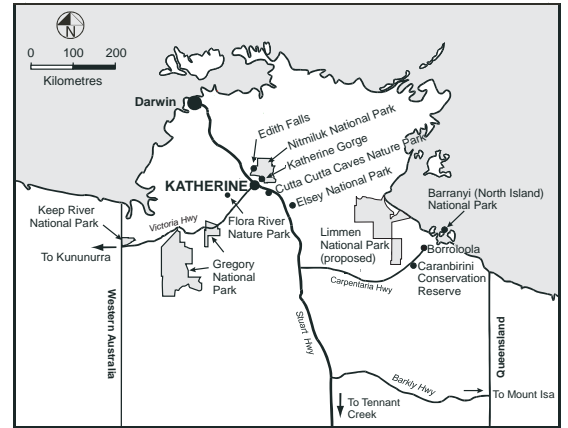 N
0 100 200
Kilometres
Darwin
Edith Falls
Nitmiluk National Park
Katherine Gorge
Cutta Cutta Caves Nature Park
KATHERINE
Elsey National Park
Barranyi (North Island)
National Park
Keep River
National Park
Victoria Hwy
Flora River
Nature Park
Limmen
National Park
(proposed)
Borroloola
To Kununurra
Gregory
National
Park
Caranbirini
Conservation
Reserve
Carpentaria Hwy
Western Australia
Stuart Hwy
Queensland
Barkly Hwy
To Mount Isa
To Tennant
Creek